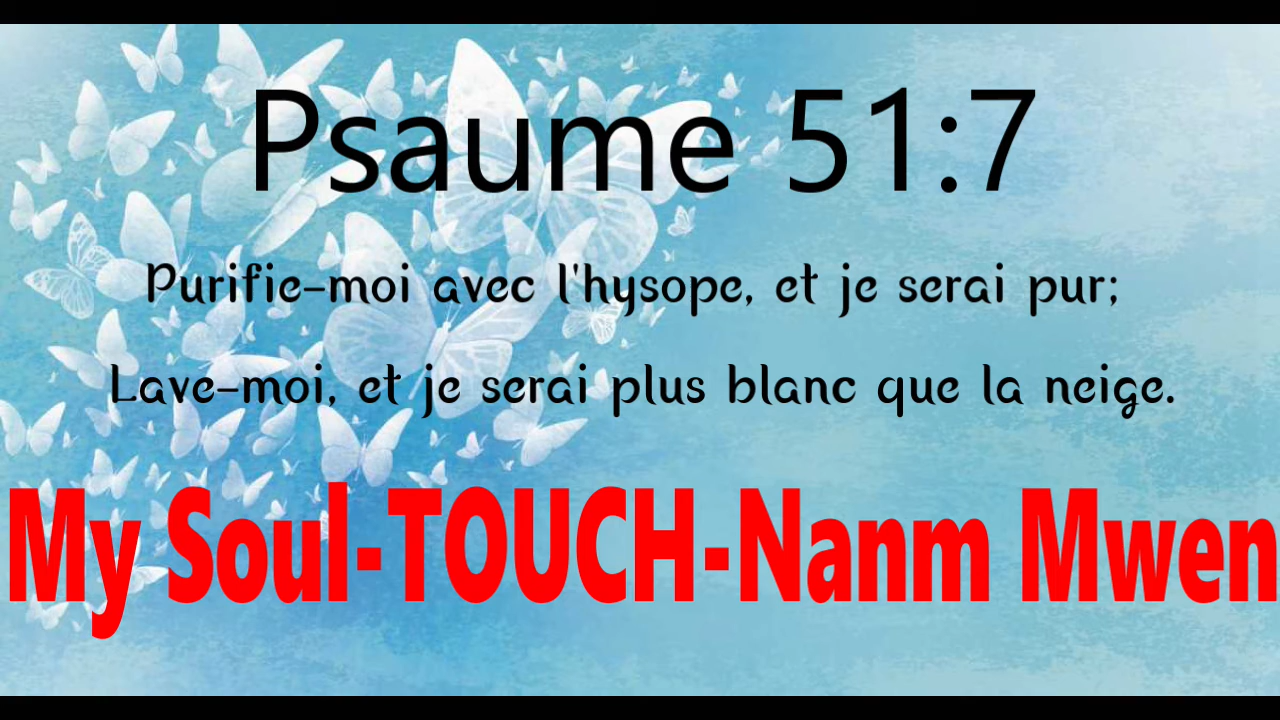 Psaume 51:7
Purifie-moi avec l'hysope, et je serai pur;
Lave-moi, et je serai plus blanc que la neige.
My Soul-TOUCH-Nanm Mwen